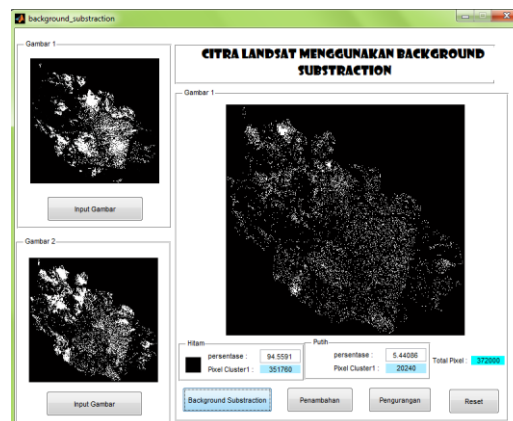 background_substraction
Gambar 1
Input Gambar
Gambar 2
Input Gambar
CITRA LANDSAT MENGGUNAKAN BACKGROUND
SUBSTRACTION
Gambar 1
Hitam
persentase : 94.5591
Pixel Cluster1 : 351760
Putih
persentase : 5.44086
Pixel Cluster1 : 20240
Total Pixel : 372000
Background Substraction
Penambahan
Pengurangan
Reset